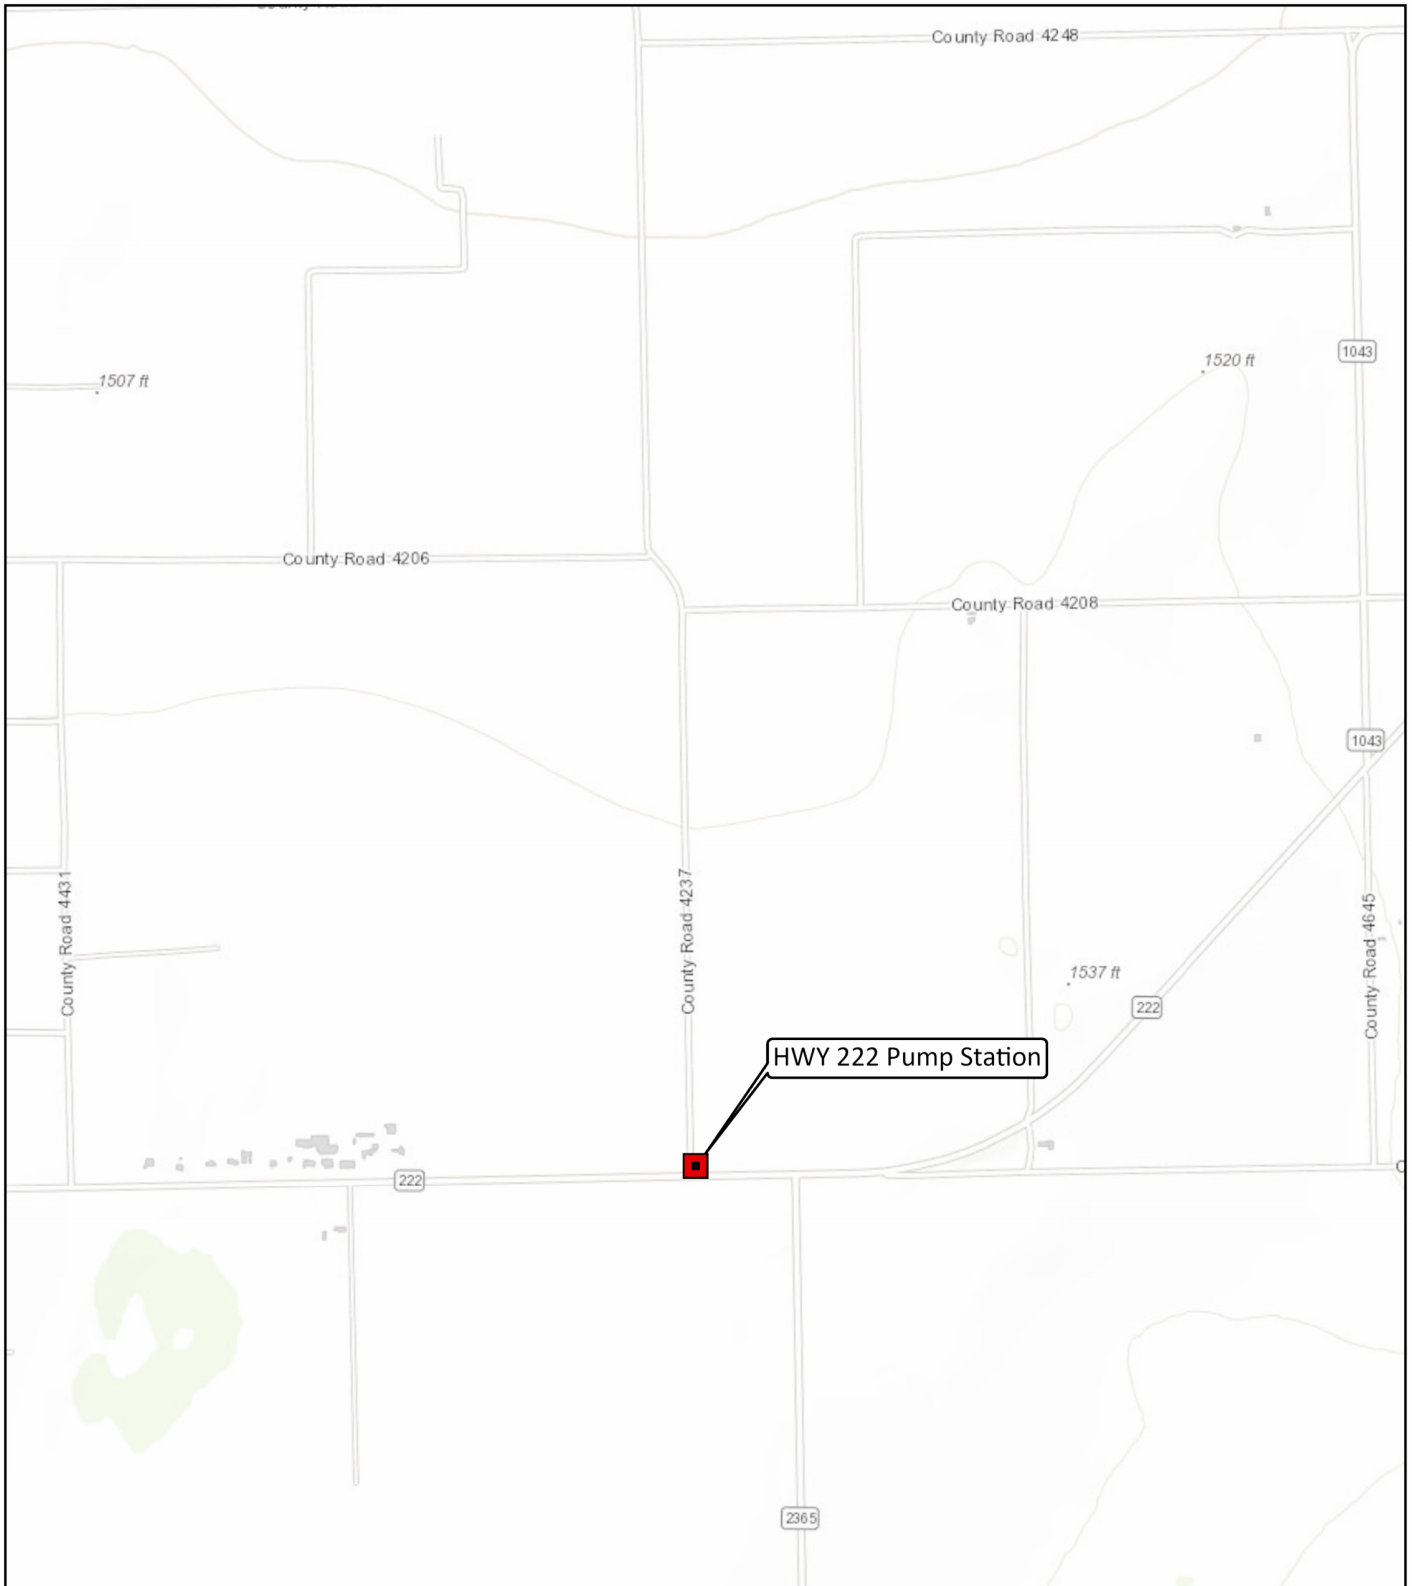 County Road 4248
1043
1520 ft
1507 ft
County Road 4206
County Road 4208
1043
County Road 4431
County Road 4237
County Road 4645
1537 ft
222
HWY 222 Pump Station
222
2365